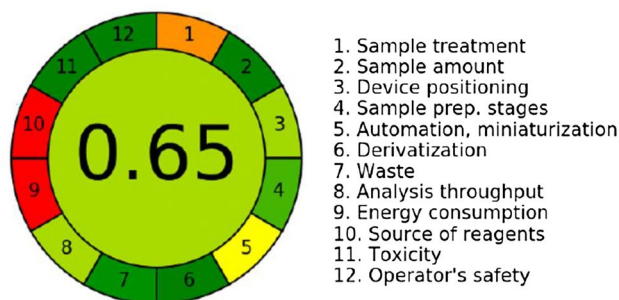 12
1
11
2
10
3
0.65
9
4
8
5
7
6
1. Sample treatment
2. Sample amount
3. Device positioning
4. Sample prep. stages
5. Automation, miniaturization
6. Derivatization
7. Waste
8. Analysis throughput
9. Energy consumption
10. Source of reagents
11. Toxicity
12. Operator's safety